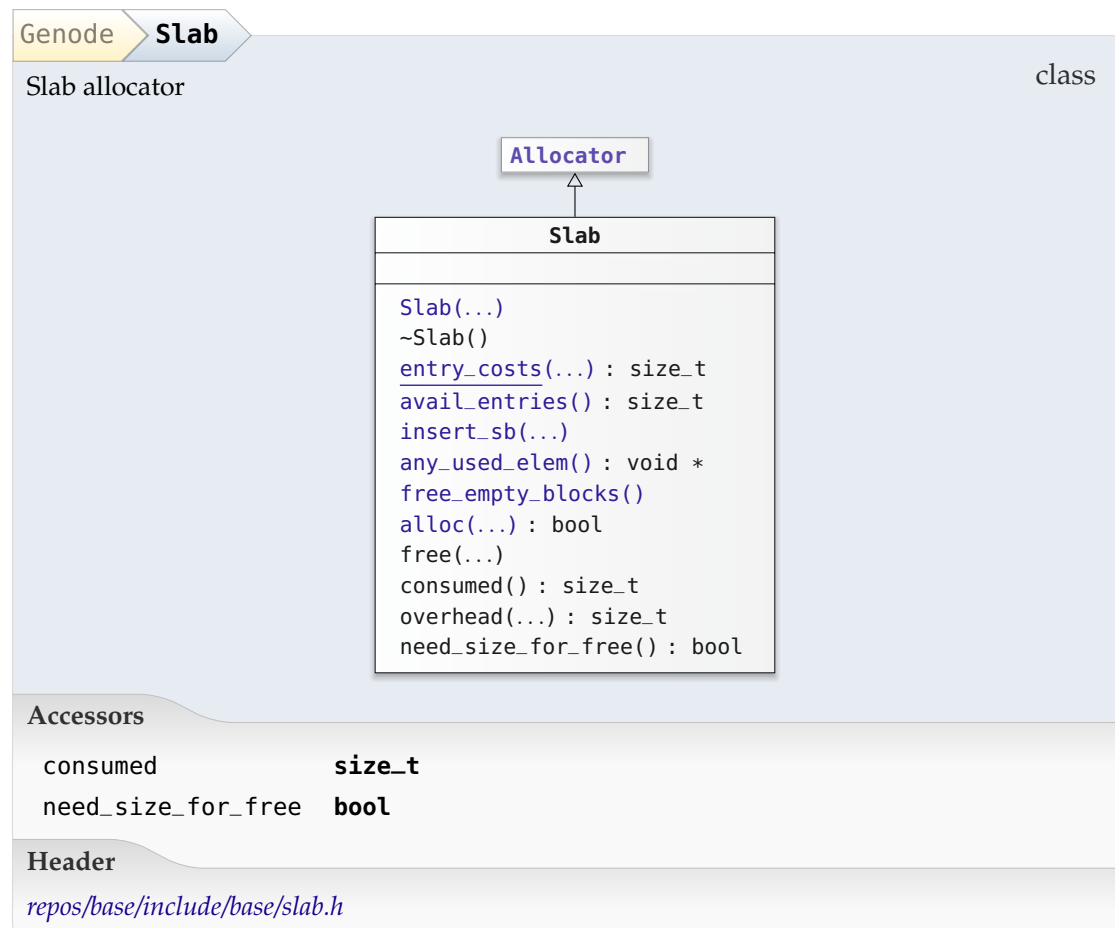 Genode Slab
class
Slab allocator
Allocator
Slab
Slab(...)
~Slab()
entry_costs(...) : size_t
avail_entries() : size_t
insert_sb(...)
any_used_elem() : void *
free_empty_blocks()
alloc(...) : bool
free(...)
consumed() : size_t
overhead(...) : size_t
need_size_for_free() : bool
Accessors
consumed size_t
need_size_for_free bool
Header
repos/base/include/base/slab.h